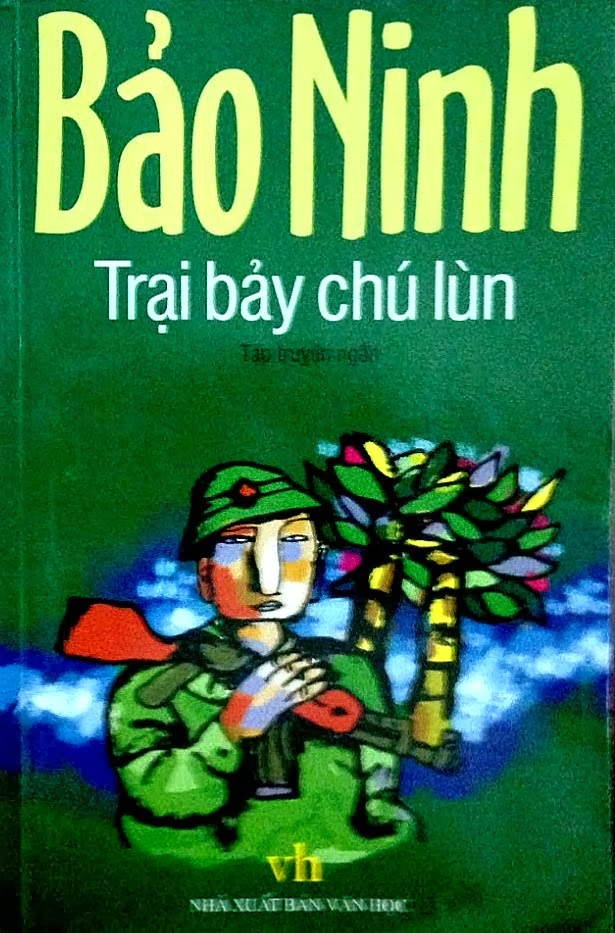 Bảo Ninh
Trại bảy chú lùn
Tập truyện ngắn
vh
NHÀ XUẤT BẢN VĂN HỌC